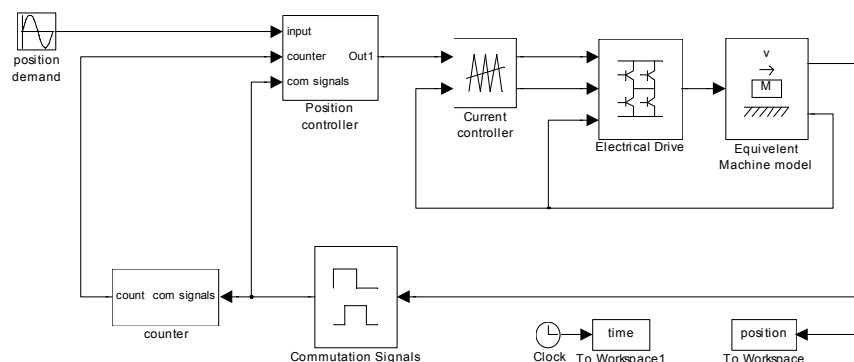 position
demand
input
counter
Out1
com signals
Position
controller
Current
controller
Electrical Drive
v
M
Equivelent
Machine model
count
com signals
counter
Commutation Signals
Clock
time
To Workspace1
position
To Workspace